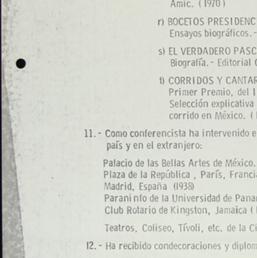 Amic. (1970)
r) BOCETOS PRESIDENC
Ensayos biográficos.-
s) EL VERDADERO PASC
Biografía.- Editorial
t) CORRIDOS Y CANTAR
Primer Premio, del I
Selección explicativa
corrido en México. (
11.- Como conferencista ha intervenido e
país y en el extranjero:
Palacio de las Bellas Artes de México.
Plaza de la República, París, Franci
Madrid, España (1938)
Paraninfo de la Universidad de Pana
Club Rotario de Kingston, Jamaica (
Teatros, Coliseo, Tívoli, etc. de la Ci
12.- Ha recibido condecoraciones y diplom